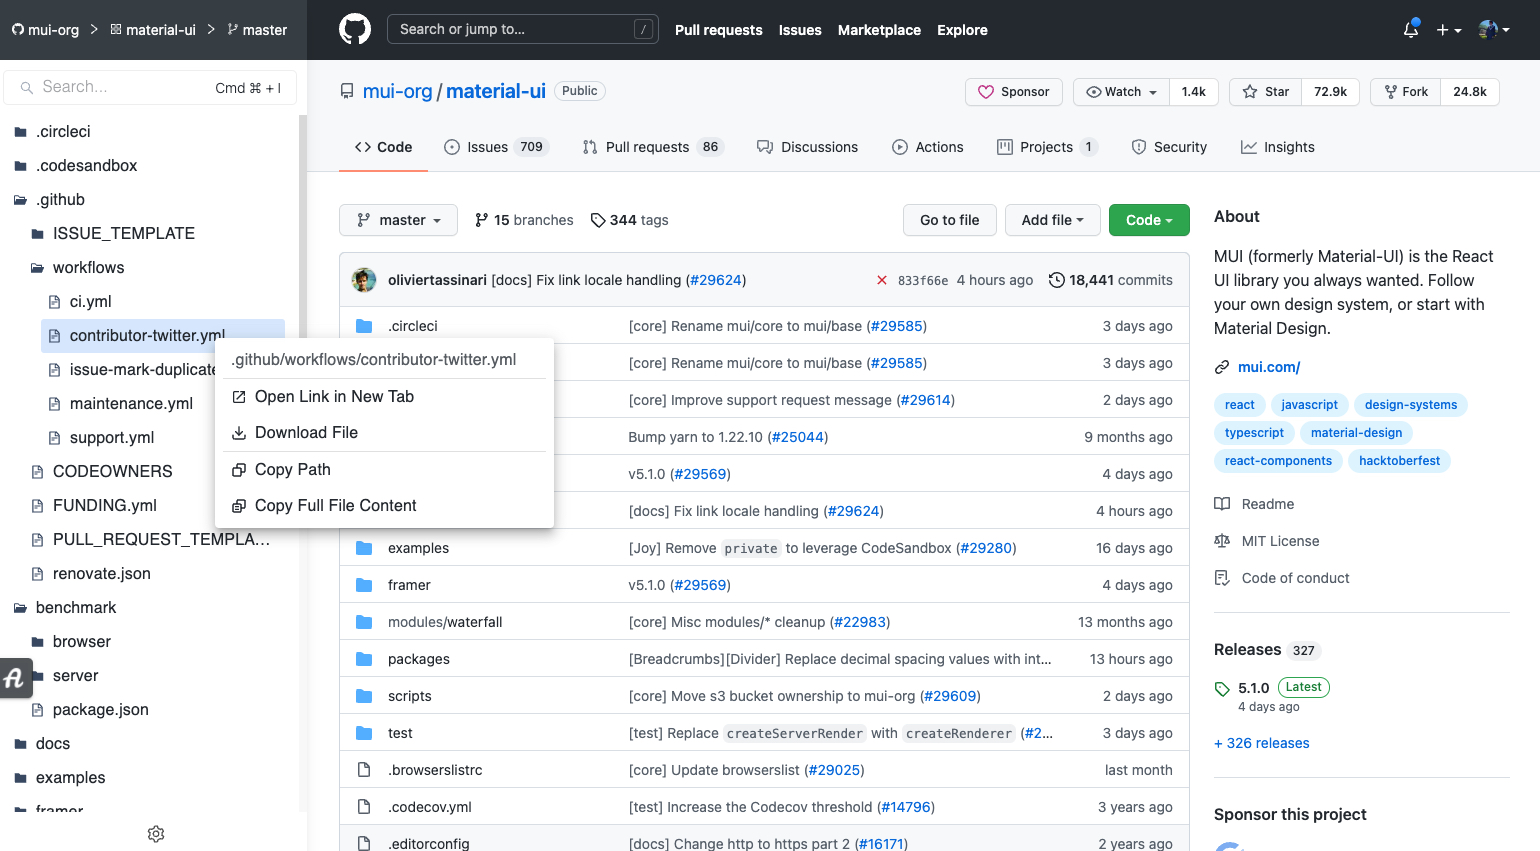 mui-org > material-ui > master
Search or jump to... /
Pull requests Issues Marketplace Explore
Search... Cmd ⌘ + I
.circleci
.codesandbox
.github
ISSUE_TEMPLATE
workflows
ci.yml
contributor-twitter.yml
issue-mark-duplicate
maintenance.yml
support.yml
CODEOWNERS
FUNDING.yml
PULL_REQUEST_TEMPLA...
renovate.json
benchmark
browser
server
package.json
docs
examples
framer
.github/workflows/contributor-twitter.yml
Open Link in New Tab
Download File
Copy Path
Copy Full File Content
mui-org / material-ui Public
Sponsor Watch 1.4k Star 72.9k Fork 24.8k
Code Issues 709 Pull requests 86 Discussions Actions Projects 1 Security Insights
master 15 branches 344 tags Go to file Add file Code
oliviertassinari [docs] Fix link locale handling (#29624) 833f66e 4 hours ago 18,441 commits
.circleci [core] Rename mui/core to mui/base (#29585) 3 days ago
[core] Rename mui/core to mui/base (#29585) 3 days ago
[core] Improve support request message (#29614) 2 days ago
Bump yarn to 1.22.10 (#25044) 9 months ago
v5.1.0 (#29569) 4 days ago
[docs] Fix link locale handling (#29624) 4 hours ago
examples [Joy] Remove private to leverage CodeSandbox (#29280) 16 days ago
framer v5.1.0 (#29569) 4 days ago
modules/waterfall [core] Misc modules/* cleanup (#22983) 13 months ago
packages [Breadcrumbs][Divider] Replace decimal spacing values with int... 13 hours ago
scripts [core] Move s3 bucket ownership to mui-org (#29609) 2 days ago
test [test] Replace createServerRender with createRenderer (#2... 3 days ago
.browserslistrc [core] Update browserslist (#29025) last month
.codecov.yml [test] Increase the Codecov threshold (#14796) 3 years ago
.editorconfig [docs] Change http to https part 2 (#16171) 2 years ago
About
MUI (formerly Material-UI) is the React
UI library you always wanted. Follow
your own design system, or start with
Material Design.
mui.com/
react javascript design-systems
typescript material-design
react-components hacktoberfest
Readme
MIT License
Code of conduct
Releases 327
5.1.0 Latest
4 days ago
+ 326 releases
Sponsor this project